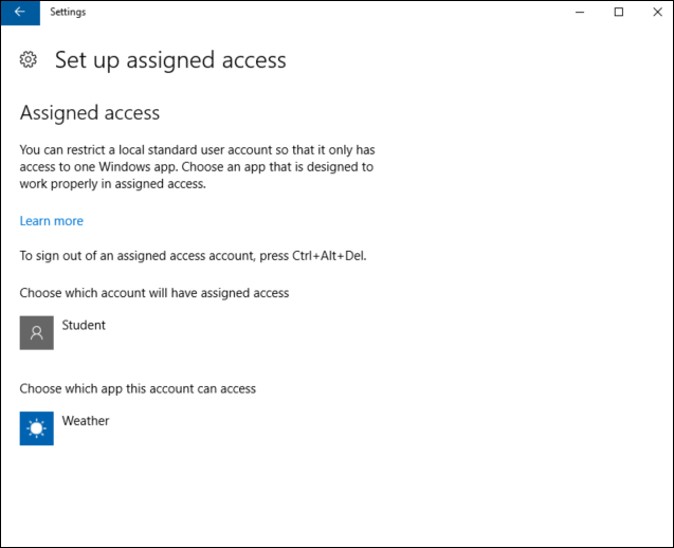 Settings
Set up assigned access
Assigned access
You can restrict a local standard user account so that it only has
access to one Windows app. Choose an app that is designed to
work properly in assigned access.
Learn more
To sign out of an assigned access account, press Ctrl+Alt+Del.
Choose which account will have assigned access
Student
Choose which app this account can access
Weather